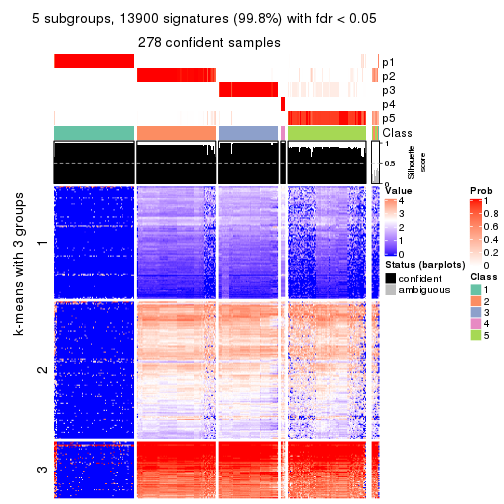 5 subgroups, 13900 signatures (99.8%) with fdr < 0.05
278 confident samples
p1
p2
p3
p4
p5
Class
1
0.5
0
Silhouette
score
k-means with 3 groups
1
2
3
Value
4
3
2
1
0
Status (barplots)
confident
ambiguous
Prob
1
0.8
0.6
0.4
0.2
0
Class
1
2
3
4
5